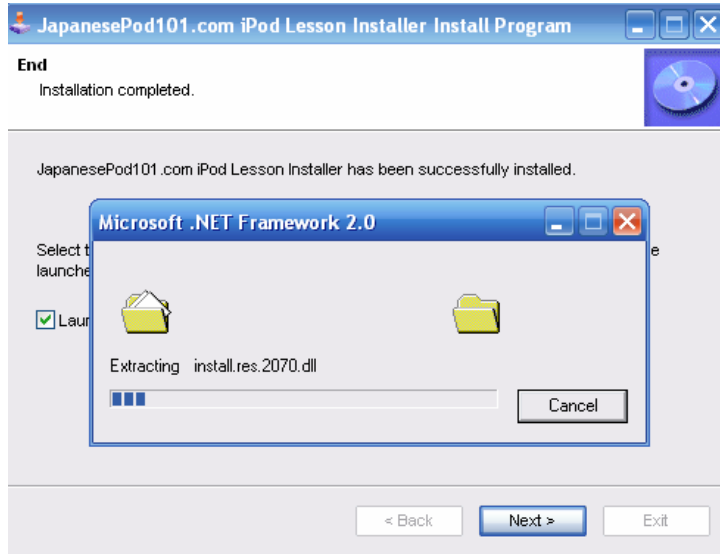 JapanesePod101.com iPod Lesson Installer Install Program
End
Installation completed.
JapanesePod101.com iPod Lesson Installer has been successfully installed.
Microsoft .NET Framework 2.0
Select
launche
Extracting install.res.2070.dll
Cancel
< Back
Next >
Exit